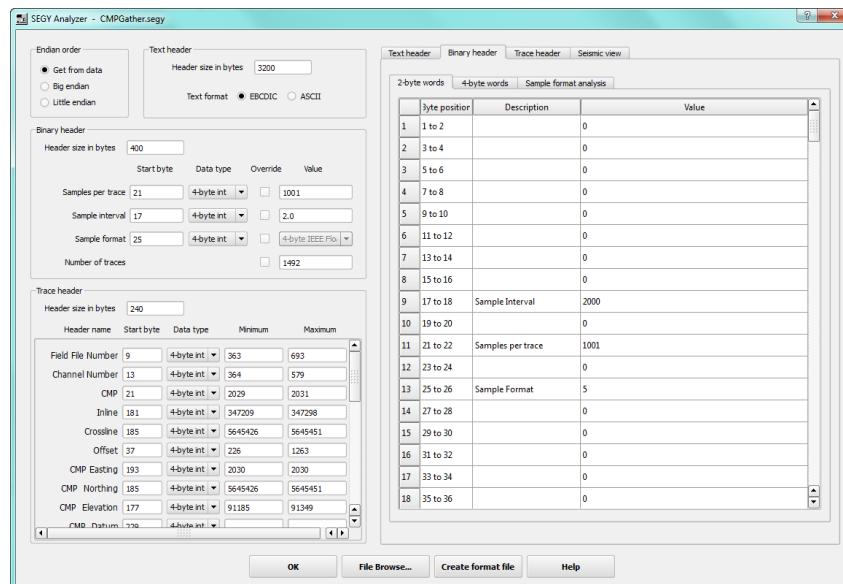 SEGY Analyzer - CMPGather.segy
Endian order
Get from data
Big endian
Little endian
Text header
Header size in bytes 3200
Text format EBCDIC ASCII
Binary header
Header size in bytes 400
Start byte Data type Override Value
Samples per trace 21 4-byte int 1001
Sample interval 17 4-byte int 2.0
Sample format 25 4-byte int 4-byte IEEE Flo
Number of traces 1492
Trace header
Header size in bytes 240
Header name Start byte Data type Minimum Maximum
Field File Number 9 4-byte int 363 693
Channel Number 13 4-byte int 364 579
CMP 21 4-byte int 2029 2031
Inline 181 4-byte int 347209 347298
Crossline 185 4-byte int 5645426 5645451
Offset 37 4-byte int 226 1263
CMP Easting 193 4-byte int 2030 2030
CMP Northing 185 4-byte int 5645426 5645451
CMP Elevation 177 4-byte int 91185 91349
CMP Datum 229 4-byte int
Text header Binary header Trace header Seismic view
2-byte words 4-byte words Sample format analysis
Byte position Description Value
1 1 to 2 0
2 3 to 4 0
3 5 to 6 0
4 7 to 8 0
5 9 to 10 0
6 11 to 12 0
7 13 to 14 0
8 15 to 16 0
9 17 to 18 Sample Interval 2000
10 19 to 20 0
11 21 to 22 Samples per trace 1001
12 23 to 24 0
13 25 to 26 Sample Format 5
14 27 to 28 0
15 29 to 30 0
16 31 to 32 0
17 33 to 34 0
18 35 to 36 0
OK File Browse... Create format file Help